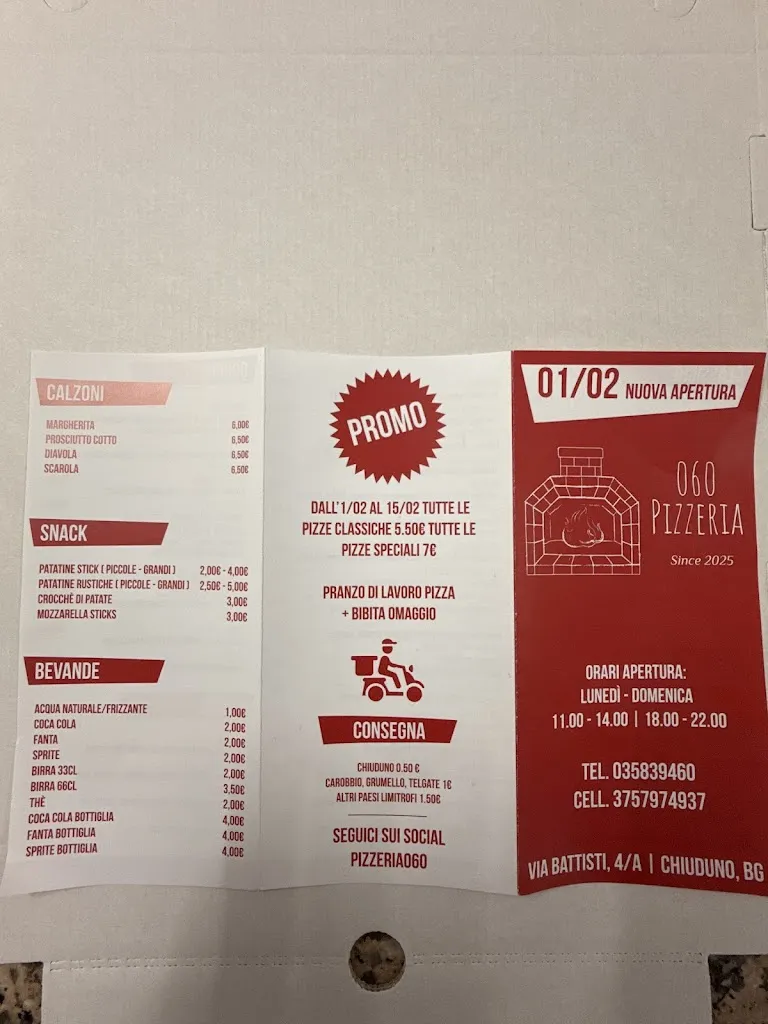 CALZONI
MARGHERITA 6,00€
PROSCIUTTO COTTO 6,50€
DIAVOLA 6,50€
SCAROLA 6,50€
SNACK
PATATINE STICK ( PICCOLE - GRANDI ) 2,00€ - 4,00€
PATATINE RUSTICHE ( PICCOLE - GRANDI ) 2,50€ - 5,00€
CROCCHÈ DI PATATE 3,00€
MOZZARELLA STICKS 3,00€
BEVANDE
ACQUA NATURALE/FRIZZANTE 1,00€
COCA COLA 2,00€
FANTA 2,00€
SPRITE 2,00€
BIRRA 33CL 2,00€
BIRRA 66CL 3,50€
THÈ 2,00€
COCA COLA BOTTIGLIA 4,00€
FANTA BOTTIGLIA 4,00€
SPRITE BOTTIGLIA 4,00€
PROMO
DALL'1/02 AL 15/02 TUTTE LE
PIZZE CLASSICHE 5.50€ TUTTE LE
PIZZE SPECIALI 7€
PRANZO DI LAVORO PIZZA
+ BIBITA OMAGGIO
CONSEGNA
CHIUDUNO 0.50 €
CAROBBIO, GRUMELLO, TELGATE 1€
ALTRI PAESI LIMITROFI 1.50€
SEGUICI SUI SOCIAL
PIZZERIA060
01/02 NUOVA APERTURA
060
PIZZERIA
Since 2025
ORARI APERTURA:
LUNEDÌ - DOMENICA
11.00 - 14.00 | 18.00 - 22.00
TEL. 035839460
CELL. 3757974937
VIA BATTISTI, 4/A | CHIUDUNO, BG